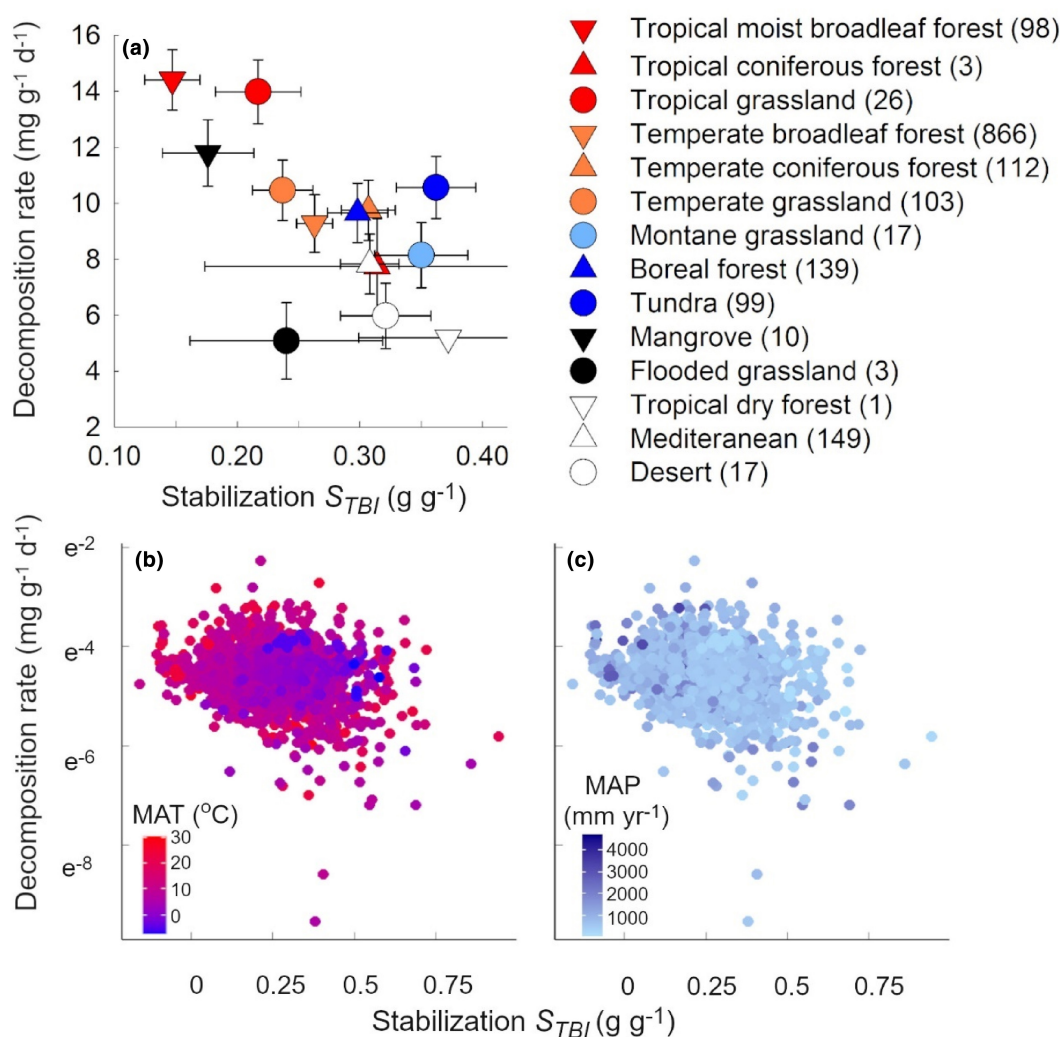 (a)
Decomposition rate (mg g⁻¹ d⁻¹)
16
14
12
10
8
6
4
2
0.10
0.20
0.30
0.40
Stabilization S_TBI (g g⁻¹)
Tropical moist broadleaf forest (98)
Tropical coniferous forest (3)
Tropical grassland (26)
Temperate broadleaf forest (866)
Temperate coniferous forest (112)
Temperate grassland (103)
Montane grassland (17)
Boreal forest (139)
Tundra (99)
Mangrove (10)
Flooded grassland (3)
Tropical dry forest (1)
Mediteranean (149)
Desert (17)
(b)
Decomposition rate (mg g⁻¹ d⁻¹)
e⁻²
e⁻⁴
e⁻⁶
e⁻⁸
MAT (°C)
30
20
10
0
0
0.25
0.50
0.75
(c)
MAP
(mm yr⁻¹)
4000
3000
2000
1000
0
0.25
0.50
0.75
Stabilization S_TBI (g g⁻¹)